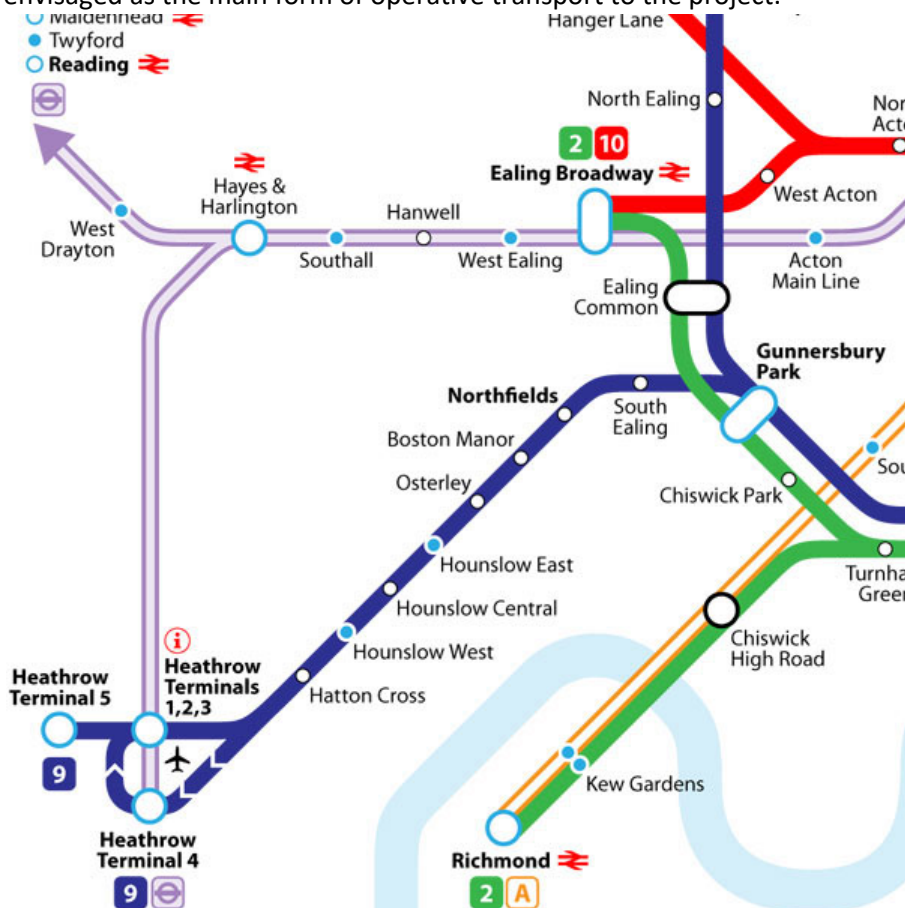 envisaged as the main form of operative transport to the project.
Maidenhead
Twyford
Reading
Hanger Lane
North Ealing
2 10
Ealing Broadway
West Acton
Hayes &
Harlington
Hanwell
West
Drayton
Southall
West Ealing
Acton
Main Line
Ealing
Common
Gunnersbury
Park
Northfields
South
Ealing
Boston Manor
Osterley
Chiswick Park
Hounslow East
Hounslow Central
Hounslow West
Hatton Cross
Chiswick
High Road
i
Heathrow
Terminals
1,2,3
Heathrow
Terminal 5
9
Kew Gardens
Heathrow
Terminal 4
9
Richmond
2 A